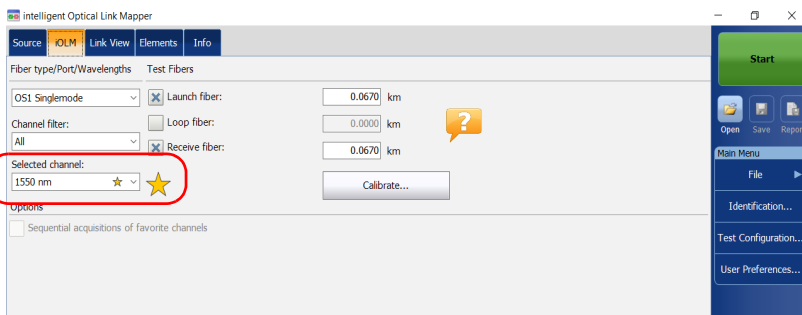 intelligent Optical Link Mapper
Source iOLM Link View Elements Info
Start
Fiber type/Port/Wavelengths Test Fibers
OS1 Singlemode
Launch fiber: 0.0670 km
Channel filter:
Loop fiber: 0.0000 km
?
Open Save Repor
All
Receive fiber: 0.0670 km
Main Menu
Selected channel:
File
1550 nm
Calibrate...
Identification...
Options
Sequential acquisitions of favorite channels
Test Configuration...
User Preferences...